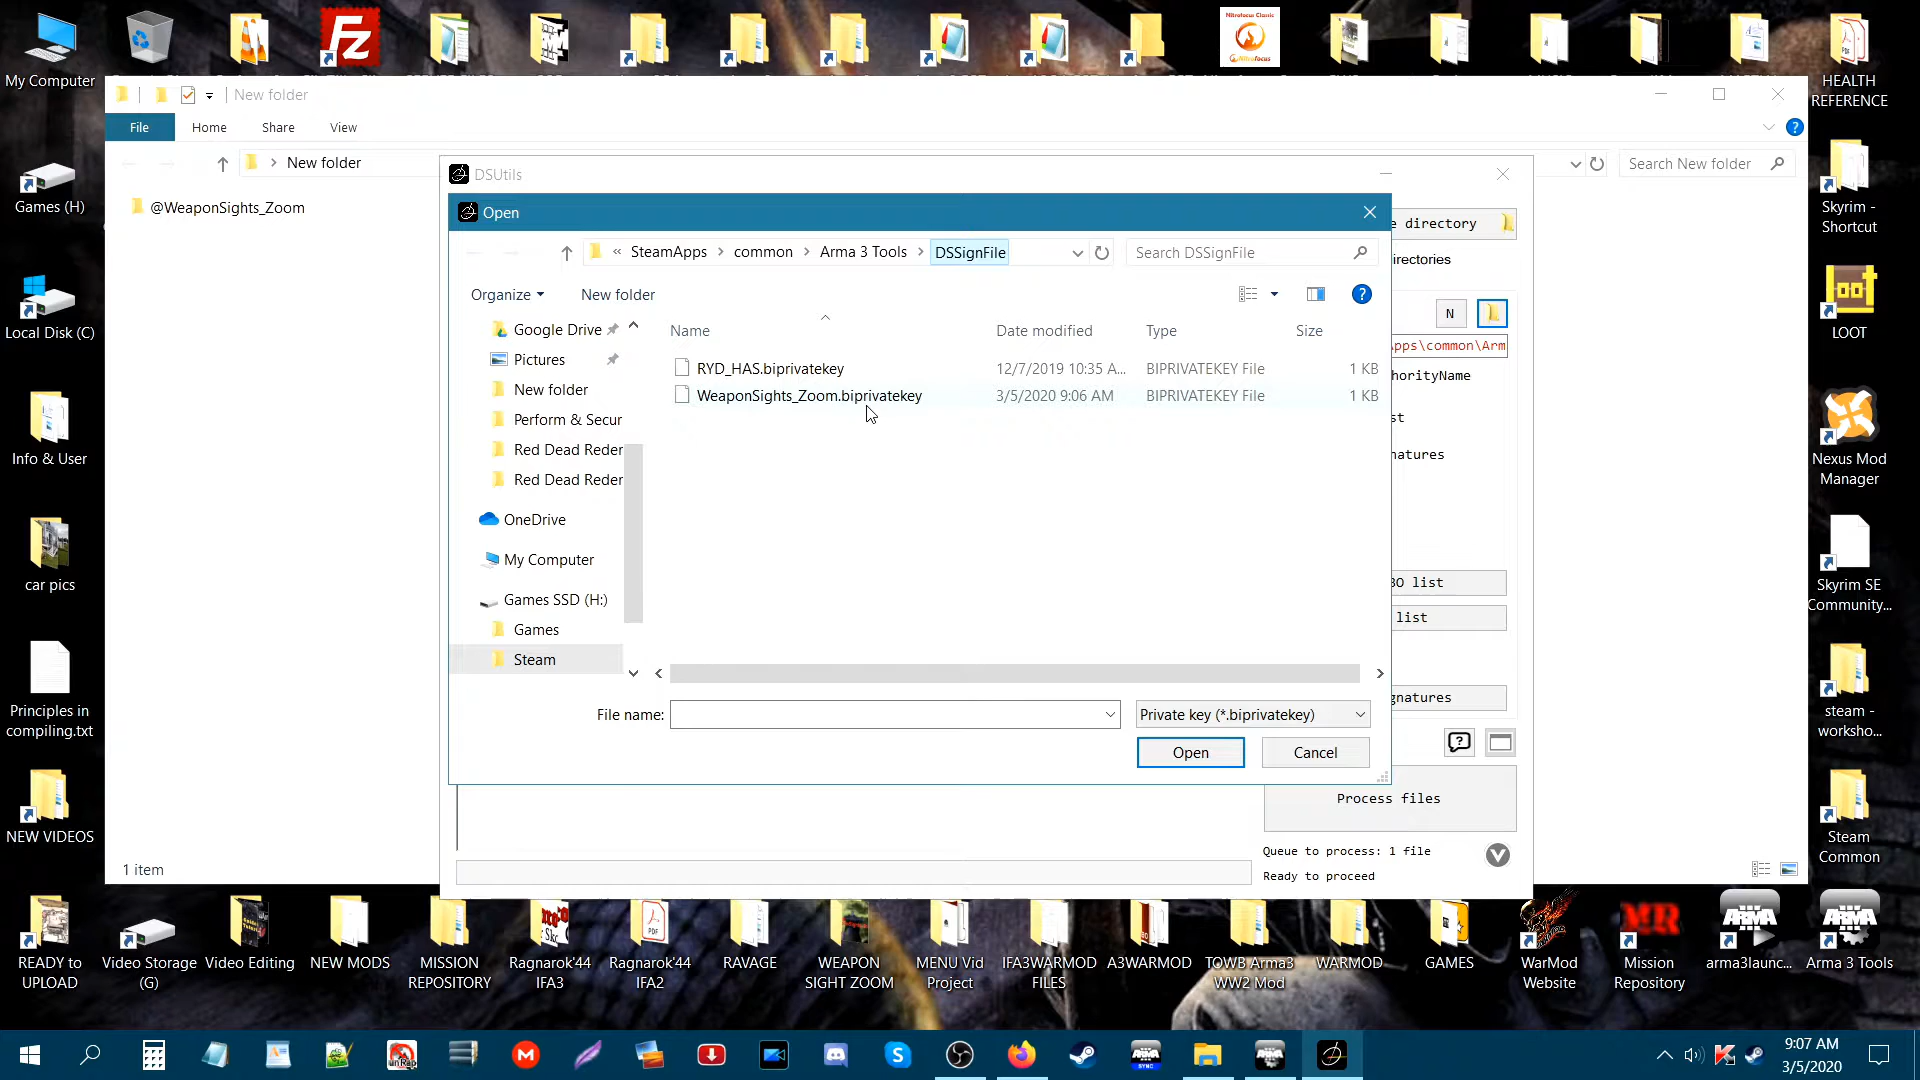 My Computer
Nitrofocus Classic
Nitrofocus
HEALTH
REFERENCE
New folder
File
Home
Share
View
New folder
Search New folder
@WeaponSights_Zoom
DSUtils
Open
e directory
irectories
SteamApps
common
Arma 3 Tools
DSSignFile
Search DSSignFile
Organize
New folder
N
Name
Date modified
Type
Size
pps\common\Arm
Google Drive
Pictures
New folder
Perform & Secur
Red Dead Reder
Red Dead Reder
OneDrive
My Computer
Games SSD (H:)
Games
Steam
RYD_HAS.biprivatekey
12/7/2019 10:35 A...
BIPRIVATEKEY File
1 KB
WeaponSights_Zoom.biprivatekey
3/5/2020 9:06 AM
BIPRIVATEKEY File
1 KB
horityName
st
natures
BO list
list
gnatures
File name:
Private key (*.biprivatekey)
Open
Cancel
Process files
Queue to process: 1 file
Ready to proceed
1 item
Games (H)
Local Disk (C)
Info & User
car pics
Principles in
compiling.txt
NEW VIDEOS
Skyrim -
Shortcut
LOOT
Nexus Mod
Manager
Skyrim SE
Community...
steam -
worksho...
Steam
Common
READY to
UPLOAD
Video Storage
(G)
Video Editing
NEW MODS
MISSION
REPOSITORY
Ragnarok'44
IFA3
Ragnarok'44
IFA2
RAVAGE
WEAPON
SIGHT ZOOM
MENU Vid
Project
IFA3WARMOD
FILES
A3WARMOD
TOWB Arma3
WW2 Mod
WARMOD
GAMES
WarMod
Website
Mission
Repository
arma3launc...
Arma 3 Tools
9:07 AM
3/5/2020